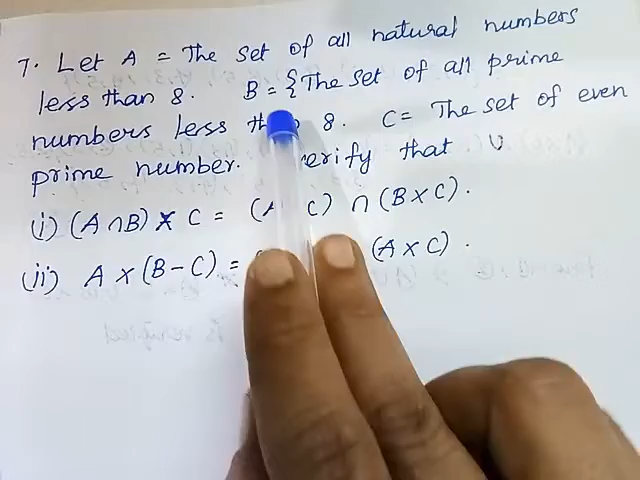 7. Let A = The set of all natural numbers
less than 8. B = {The set of all prime
numbers less 8. C = The set of even
prime number. that
(i) (A ∩ B) × C = (A C) ∩ (B × C).
(ii) A × (B - C) = (A × C).